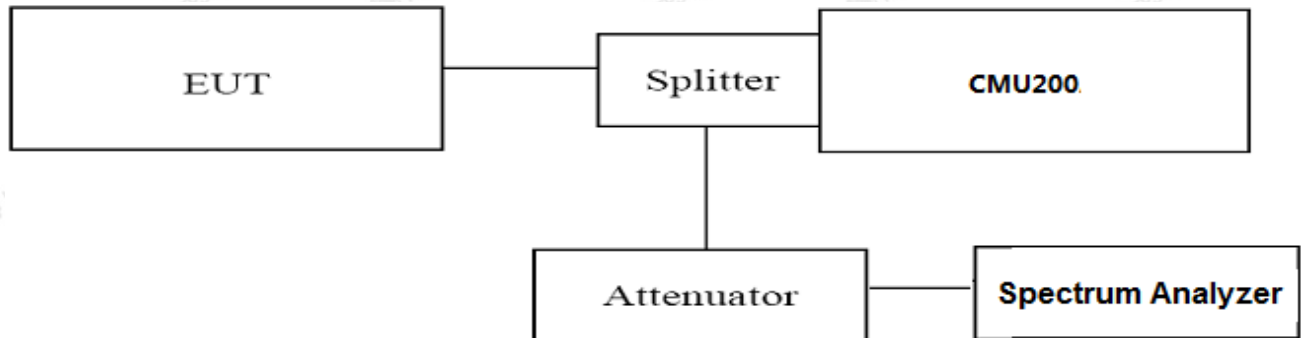 EUT
Splitter
CMU200
Attenuator
Spectrum Analyzer